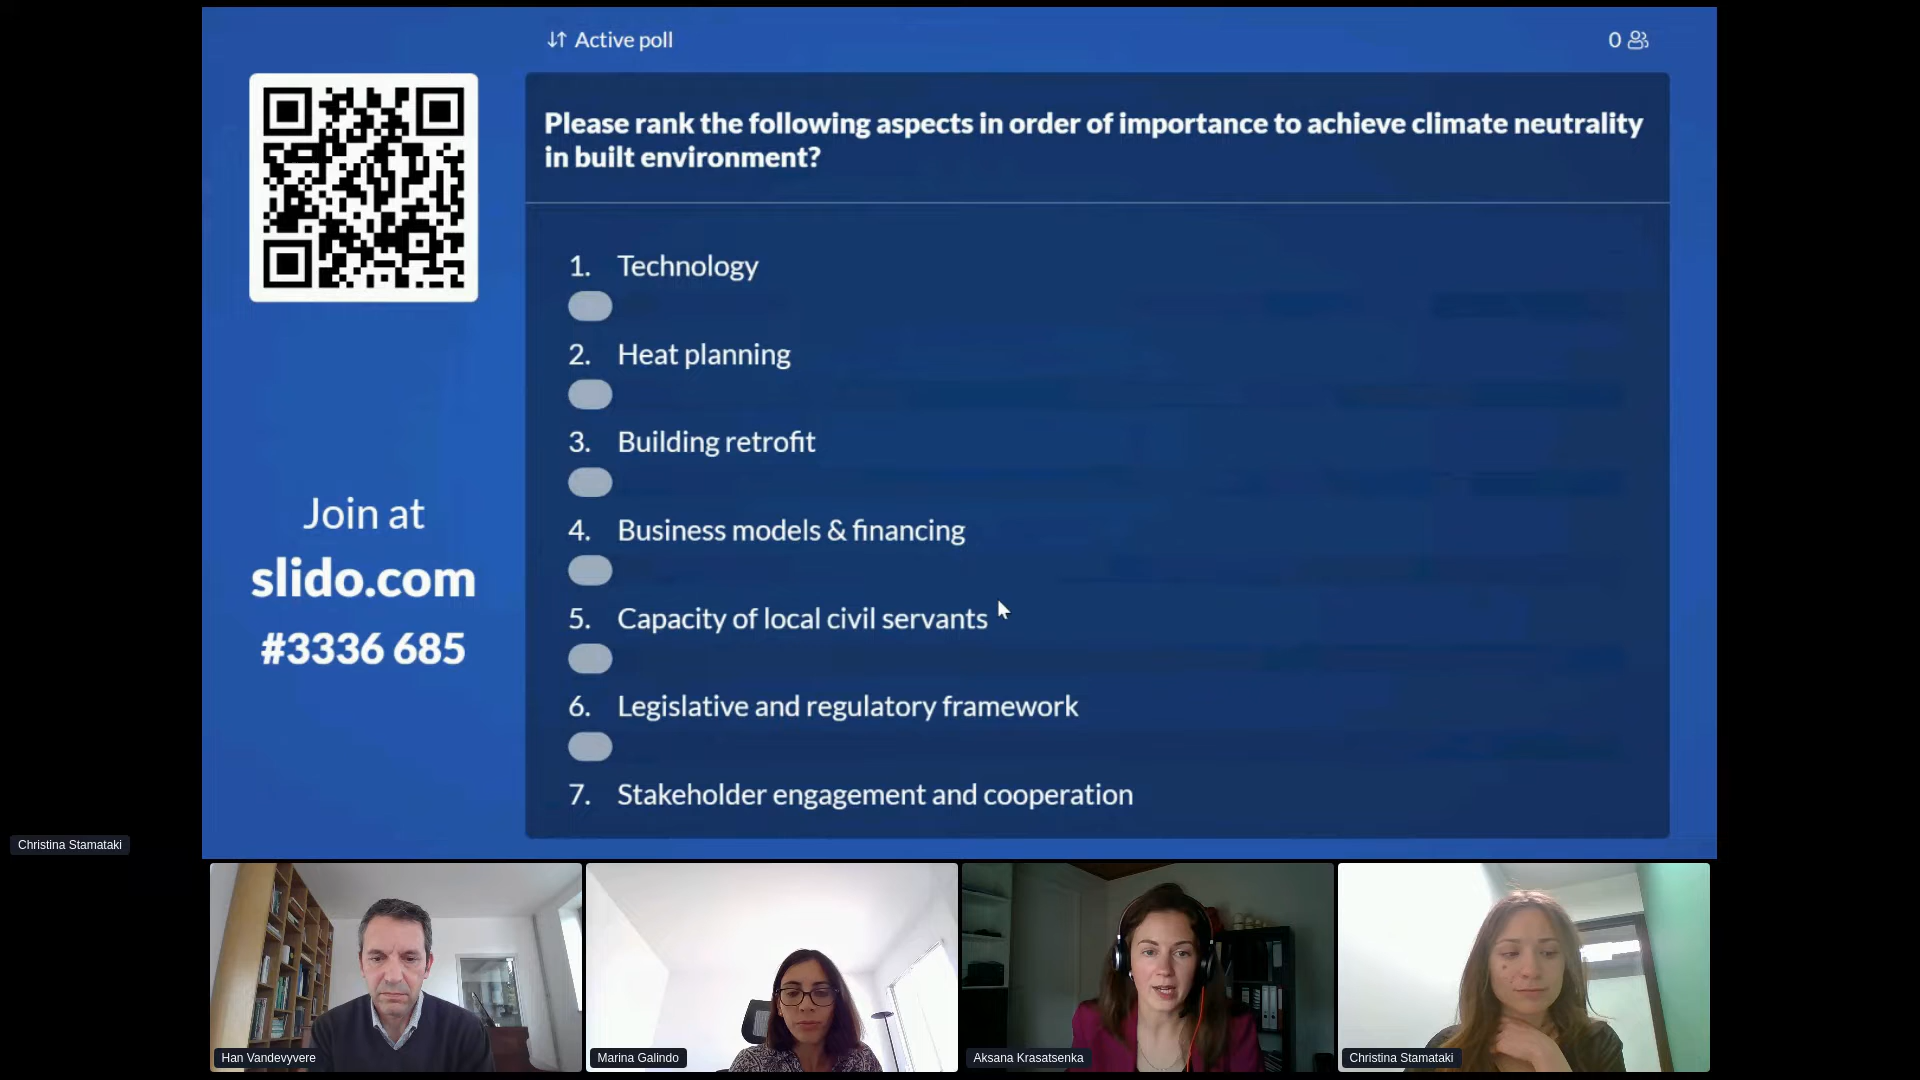 Active poll
0
Please rank the following aspects in order of importance to achieve climate neutrality
in built environment?
1. Technology
2. Heat planning
3. Building retrofit
4. Business models & financing
5. Capacity of local civil servants
6. Legislative and regulatory framework
7. Stakeholder engagement and cooperation
Join at
slido.com
#3336 685
Christina Stamataki
Han Vandevyvere
Marina Galindo
Aksana Krasatsenka
Christina Stamataki